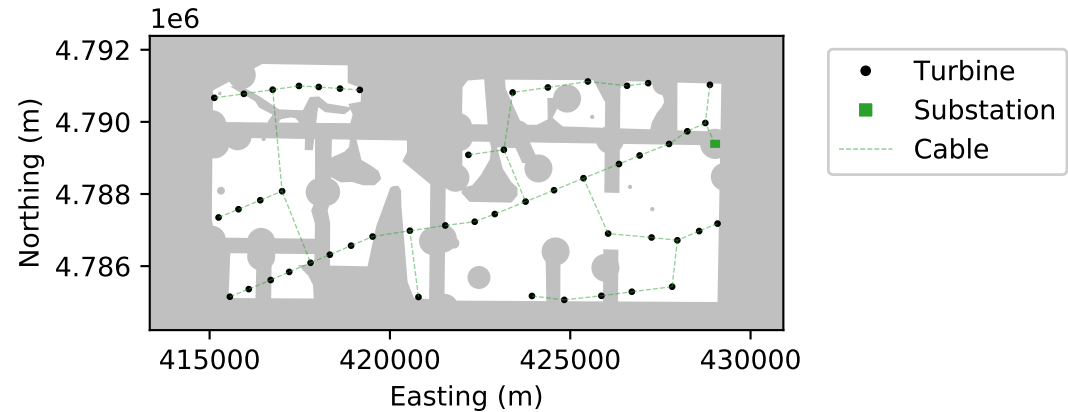 1e6
4.792
4.790
4.788
4.786
Northing (m)
415000 420000 425000 430000
Easting (m)
Turbine
Substation
Cable